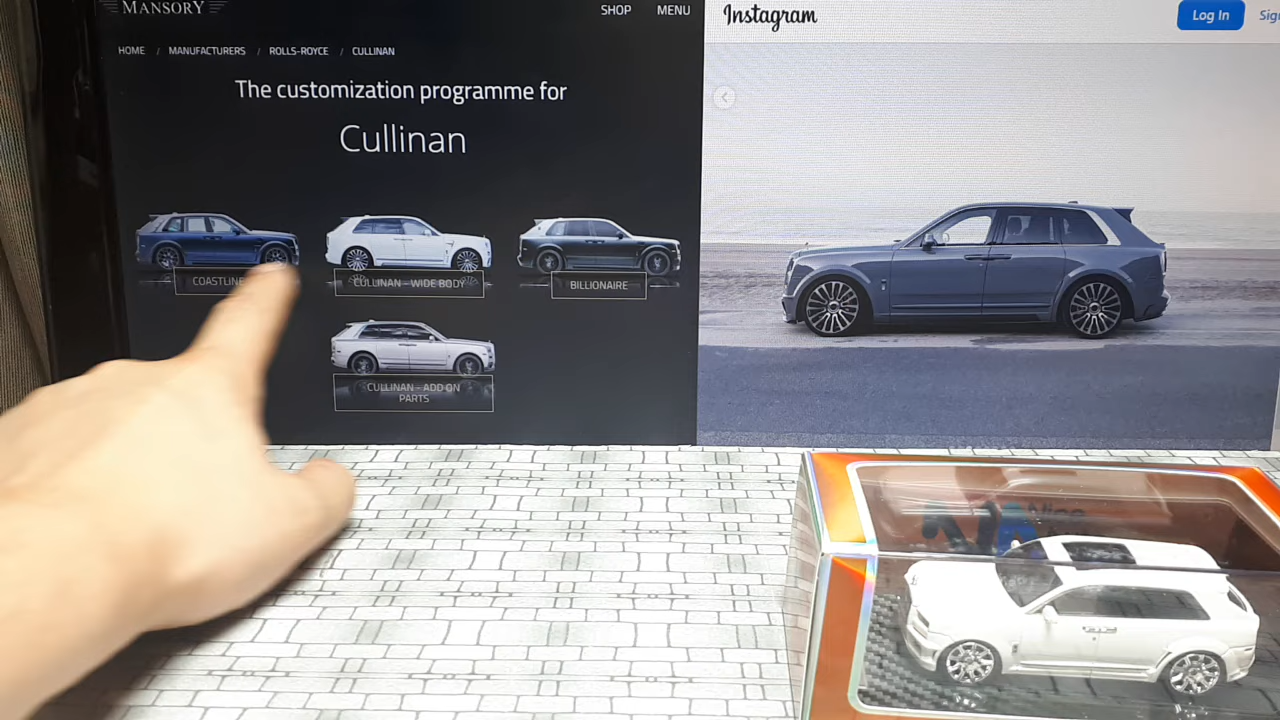 MANSORY
SHOP MENU
HOME / MANUFACTURERS / ROLLS-ROYCE / CULLINAN
The customization programme for
Cullinan
COASTLINE
CULLINAN - WIDE BODY
BILLIONAIRE
CULLINAN - ADD ON
PARTS
Instagram
Log In